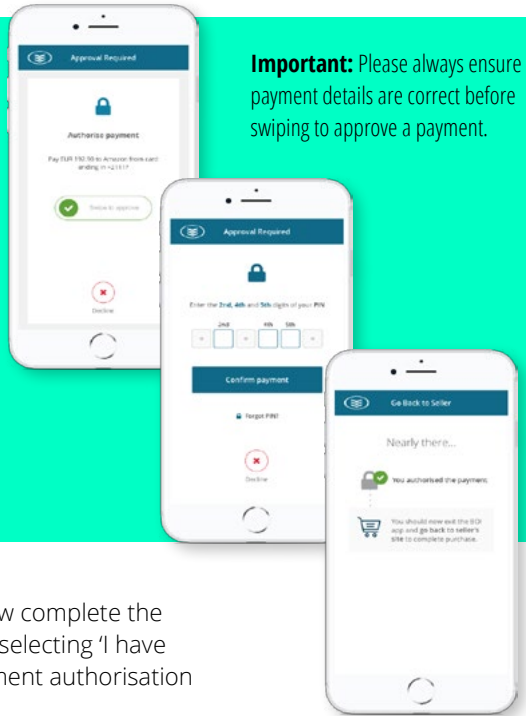 Important: Please always ensure
payment details are correct before
swiping to approve a payment.
Approval Required
Authorise payment
Pay EUR 192.98 to Amazon from card
ending in
Swipe to approve
Decline
Approval Required
Enter the 2nd, 4th and 5th digits of your PIN
2nd 4th 5th
Confirm payment
Forgot PIN?
Decline
Go Back to Seller
Nearly there...
You authorised the payment
You should now exit the BOI
app and go back to seller's
site to complete purchase.
w complete the
selecting ‘I have
ment authorisation